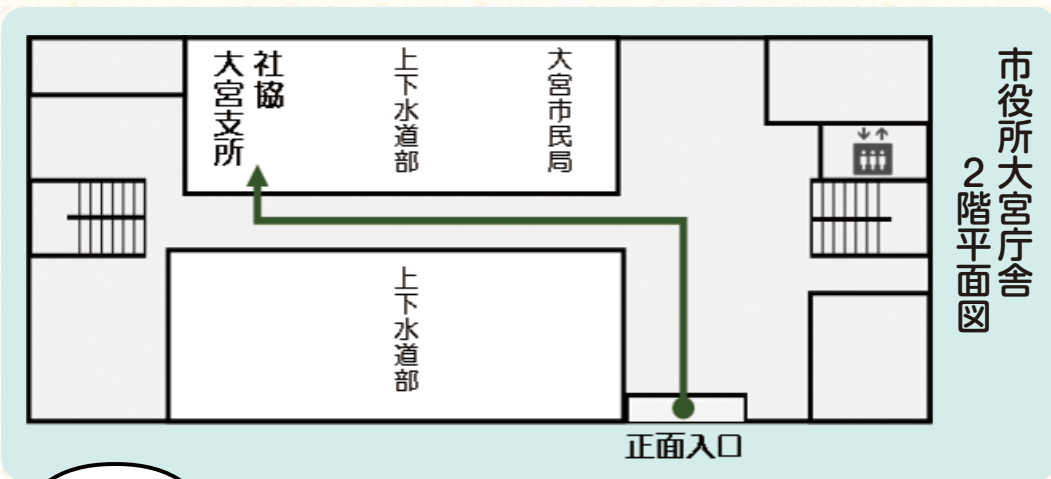 市役所大宮庁舎
２階平面図
大宮市民局
上下水道部
社協
大宮支所
上下水道部
正面入口